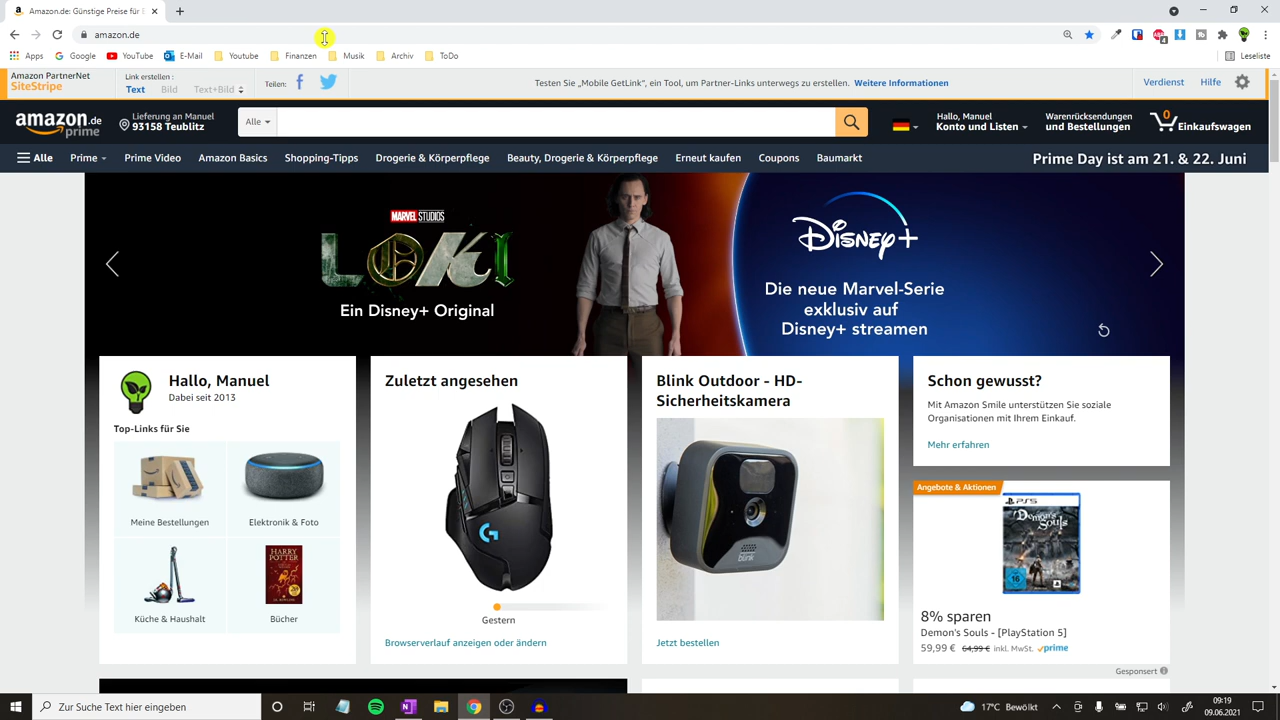 Amazon.de: Günstige Preise für E
amazon.de
Apps
Google
YouTube
E-Mail
Youtube
Finanzen
Musik
Archiv
ToDo
Leseliste
Amazon PartnerNet
SiteStripe
Link erstellen :
Text Bild Text+Bild
Teilen:
Testen Sie „Mobile GetLink“, ein Tool, um Partner-Links unterwegs zu erstellen. Weitere Informationen
Verdienst
Hilfe
amazon.de
prime
Lieferung an Manuel
93158 Teublitz
Alle
Hallo, Manuel
Konto und Listen
Warenrücksendungen
und Bestellungen
0
Einkaufswagen
Alle
Prime
Prime Video
Amazon Basics
Shopping-Tipps
Drogerie & Körperpflege
Beauty, Drogerie & Körperpflege
Erneut kaufen
Coupons
Baumarkt
Prime Day ist am 21. & 22. Juni
MARVEL STUDIOS
LOKI
Ein Disney+ Original
Disney+
Die neue Marvel-Serie
exklusiv auf
Disney+ streamen
Hallo, Manuel
Dabei seit 2013
Top-Links für Sie
Meine Bestellungen
Elektronik & Foto
HARRY
POTTER
Küche & Haushalt
Bücher
Zuletzt angesehen
Gestern
Browserverlauf anzeigen oder ändern
Blink Outdoor - HD-
Sicherheitskamera
blink
Jetzt bestellen
Schon gewusst?
Mit Amazon Smile unterstützen Sie soziale
Organisationen mit Ihrem Einkauf.
Mehr erfahren
Angebote & Aktionen
PS5
Demon's
Souls
16
8% sparen
Demon's Souls - [PlayStation 5]
59,99 € 64,99 € inkl. MwSt. prime
Gesponsert
Zur Suche Text hier eingeben
17°C Bewölkt
09:19
09.06.2021